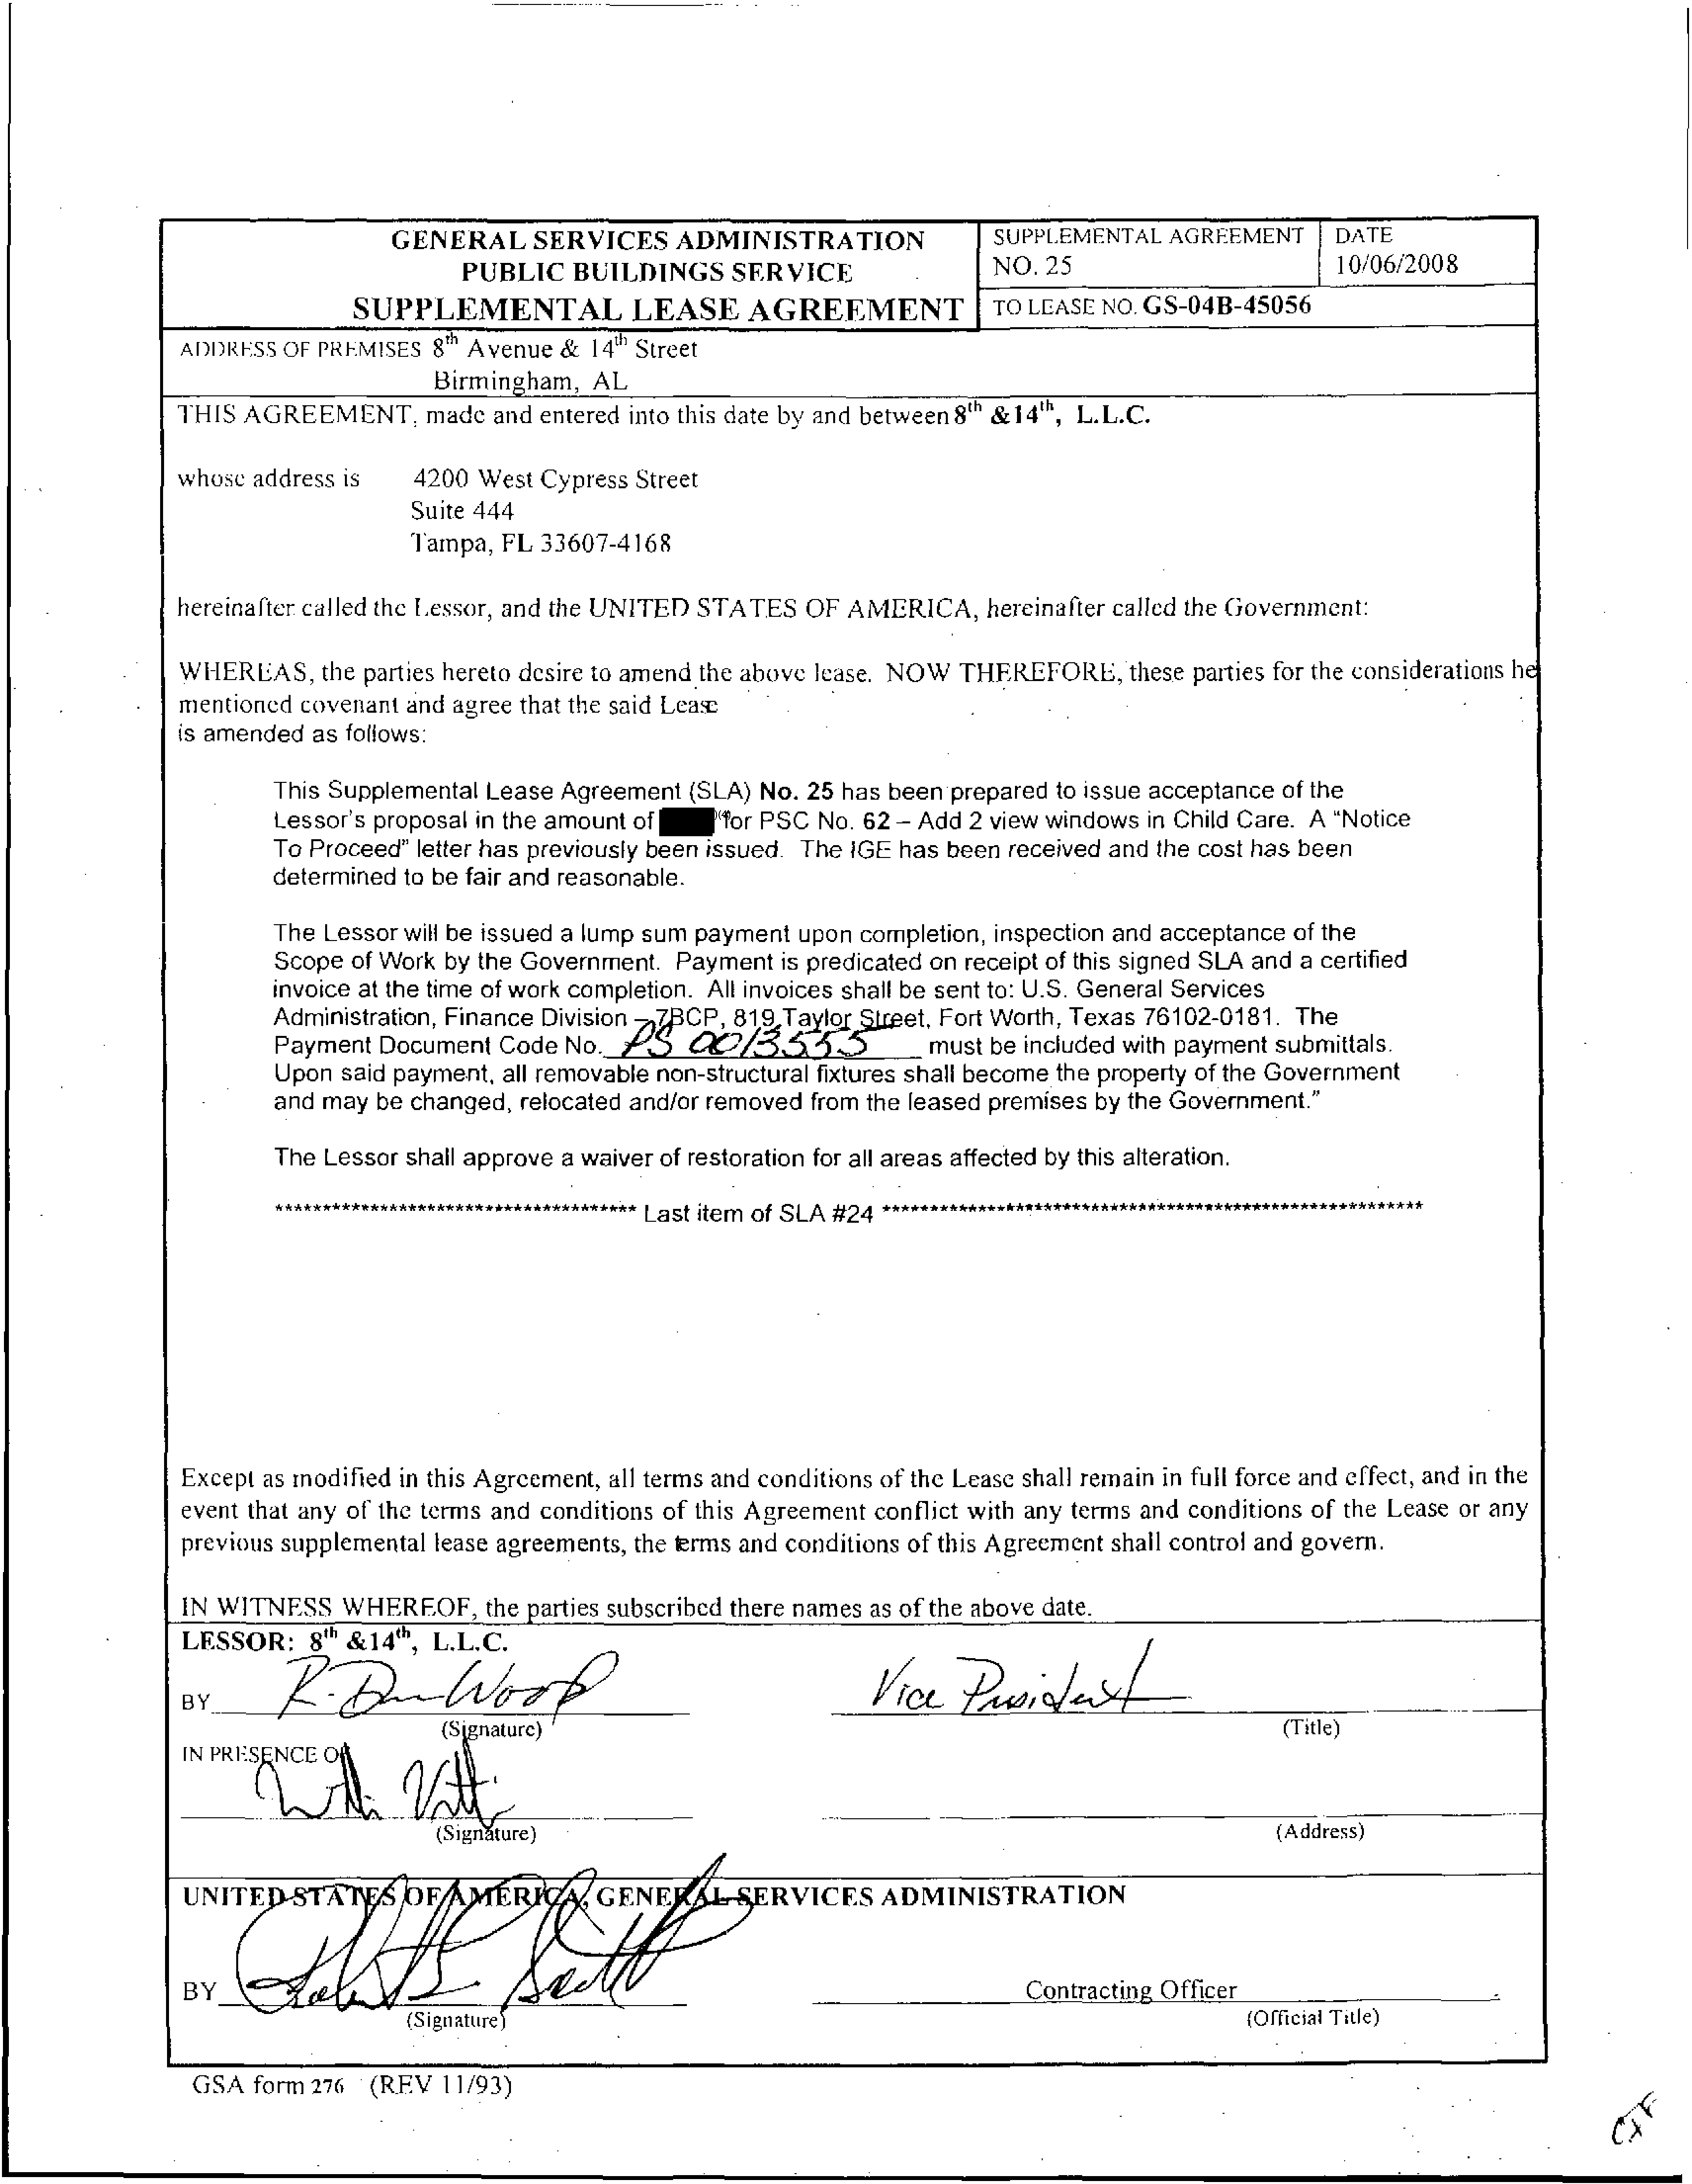 GENERAL SERVICES ADMINISTRATION
PUBLIC BUILDINGS SERVICE
SUPPLEMENTAL LEASE AGREEMENT
SUPPLEMENTAL AGREEMENT
NO. 25
DATE
10/06/2008
TO LEASE NO. GS-04B-45056
ADDRESS OF PREMISES 8th Avenue & 14th Street
Birmingham, AL
THIS AGREEMENT, made and entered into this date by and between 8th &14th, L.L.C.
whose address is 4200 West Cypress Street
Suite 444
Tampa, FL 33607-4168
hereinafter called the Lessor, and the UNITED STATES OF AMERICA, hereinafter called the Government:
WHEREAS, the parties hereto desire to amend the above lease. NOW THEREFORE, these parties for the considerations he
mentioned covenant and agree that the said Lease
is amended as follows:
This Supplemental Lease Agreement (SLA) No. 25 has been prepared to issue acceptance of the
Lessor's proposal in the amount of for PSC No. 62 – Add 2 view windows in Child Care. A “Notice
To Proceed” letter has previously been issued. The IGE has been received and the cost has been
determined to be fair and reasonable.
The Lessor will be issued a lump sum payment upon completion, inspection and acceptance of the
Scope of Work by the Government. Payment is predicated on receipt of this signed SLA and a certified
invoice at the time of work completion. All invoices shall be sent to: U.S. General Services
Administration, Finance Division – 7BCP, 819 Taylor Street, Fort Worth, Texas 76102-0181. The
Payment Document Code No. PS 0013555 must be included with payment submittals.
Upon said payment, all removable non-structural fixtures shall become the property of the Government
and may be changed, relocated and/or removed from the leased premises by the Government.”
The Lessor shall approve a waiver of restoration for all areas affected by this alteration.
************************************** Last item of SLA #24 *********************************************************
Except as modified in this Agreement, all terms and conditions of the Lease shall remain in full force and effect, and in the
event that any of the terms and conditions of this Agreement conflict with any terms and conditions of the Lease or any
previous supplemental lease agreements, the terms and conditions of this Agreement shall control and govern.
IN WITNESS WHEREOF, the parties subscribed there names as of the above date.
LESSOR: 8th &14th, L.L.C.
BY R. Wood Vice President
(Signature) (Title)
IN PRESENCE OF
(Signature) (Address)
UNITED STATES OF AMERICA, GENERAL SERVICES ADMINISTRATION
BY Scott Contracting Officer
(Signature) (Official Title)
GSA form 276 (REV 11/93)